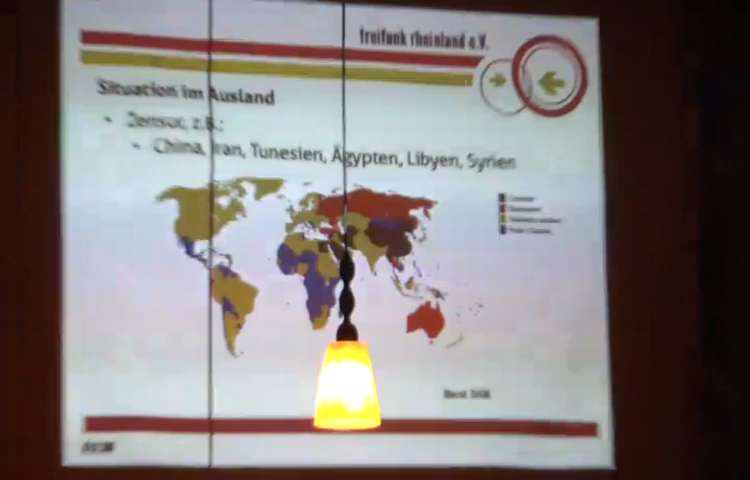 freifunk rheinland e.V.
Situation im Ausland
Zensur, z.B.:
China, Iran, Tunesien, Ägypten, Libyen, Syrien